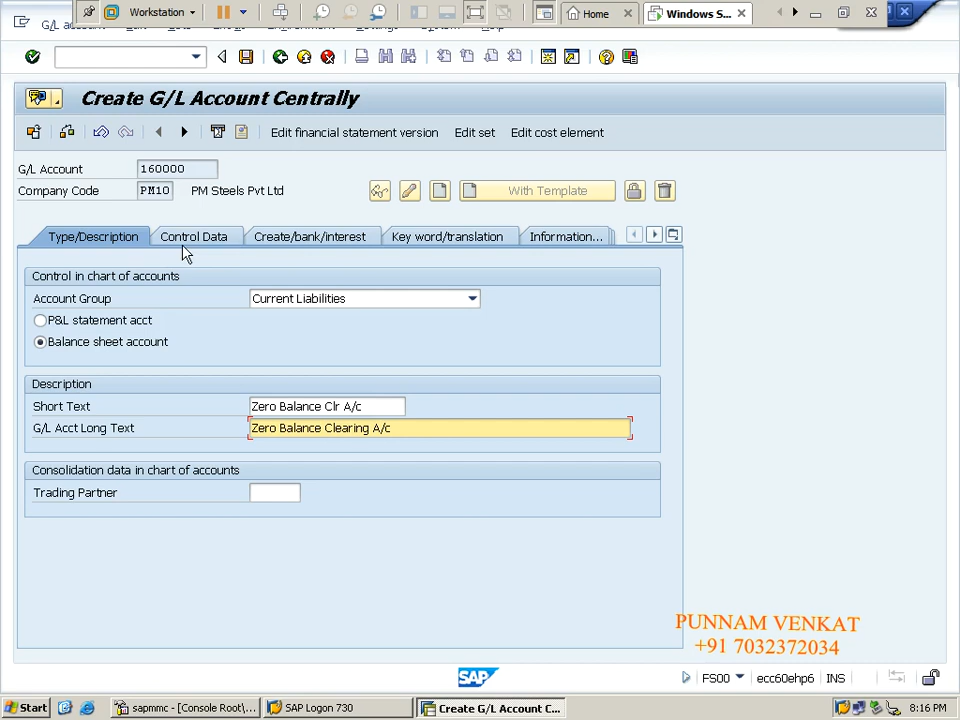 Workstation
Home
Windows S...
G/L account
Create G/L Account Centrally
Edit financial statement version
Edit set
Edit cost element
G/L Account
160000
Company Code
PM10
PM Steels Pvt Ltd
With Template
Type/Description
Control Data
Create/bank/interest
Key word/translation
Information...
Control in chart of accounts
Account Group
Current Liabilities
P&L statement acct
Balance sheet account
Description
Short Text
Zero Balance Clr A/c
G/L Acct Long Text
Zero Balance Clearing A/c
Consolidation data in chart of accounts
Trading Partner
PUNNAM VENKAT
+91 7032372034
SAP
FS00
ecc60ehp6
INS
Start
sapmmc - [Console Root\...
SAP Logon 730
Create G/L Account C...
8:16 PM